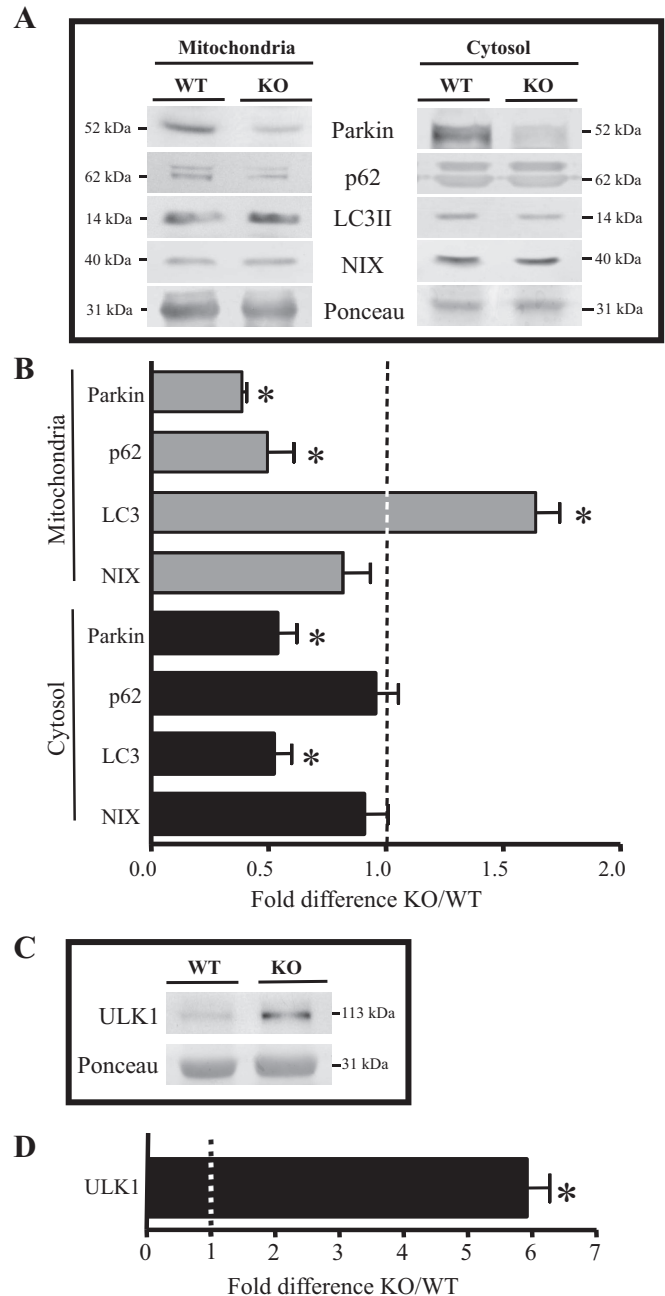 A
Mitochondria Cytosol
WT KO WT KO
52 kDa Parkin 52 kDa
62 kDa p62 62 kDa
14 kDa LC3II 14 kDa
40 kDa NIX 40 kDa
31 kDa Ponceau 31 kDa
B
Mitochondria
Parkin *
p62 *
LC3 *
NIX
Cytosol
Parkin *
p62
LC3 *
NIX
0.0 0.5 1.0 1.5 2.0
Fold difference KO/WT
C
WT KO
ULK1 113 kDa
Ponceau 31 kDa
D
ULK1 *
0 1 2 3 4 5 6 7
Fold difference KO/WT